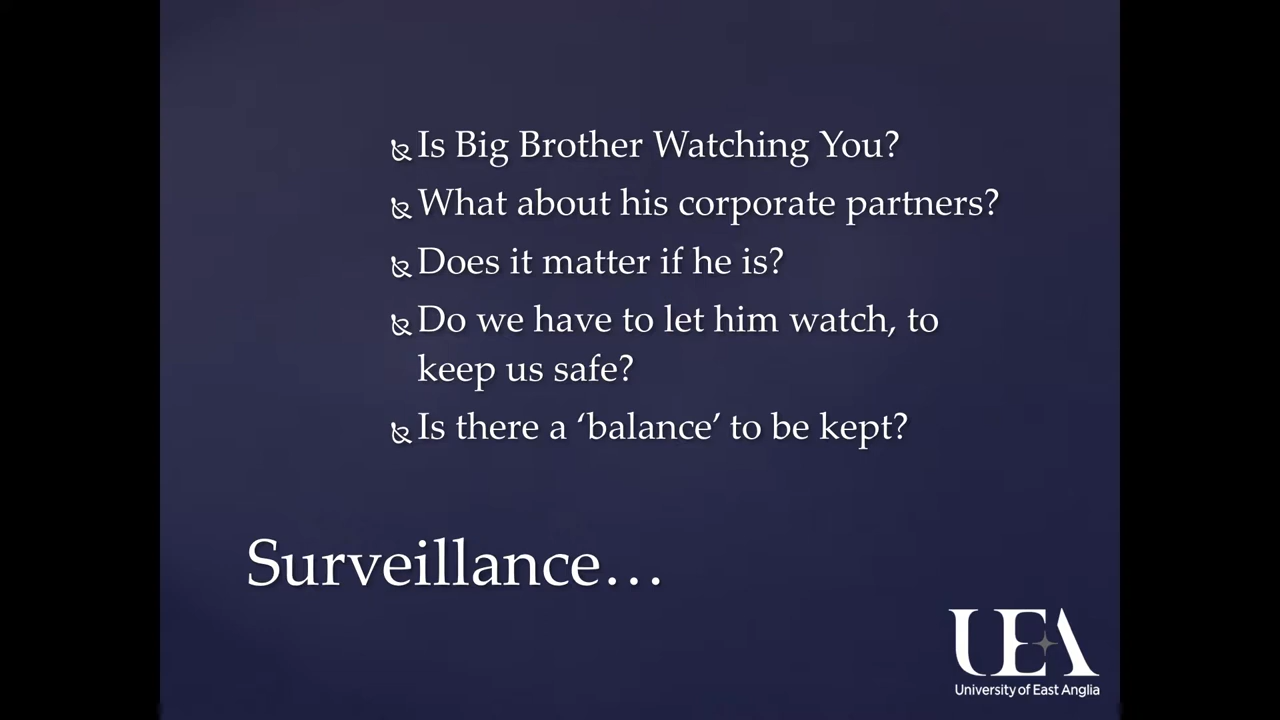 Is Big Brother Watching You?
What about his corporate partners?
Does it matter if he is?
Do we have to let him watch, to
keep us safe?
Is there a ‘balance’ to be kept?
Surveillance…
UEA
University of East Anglia